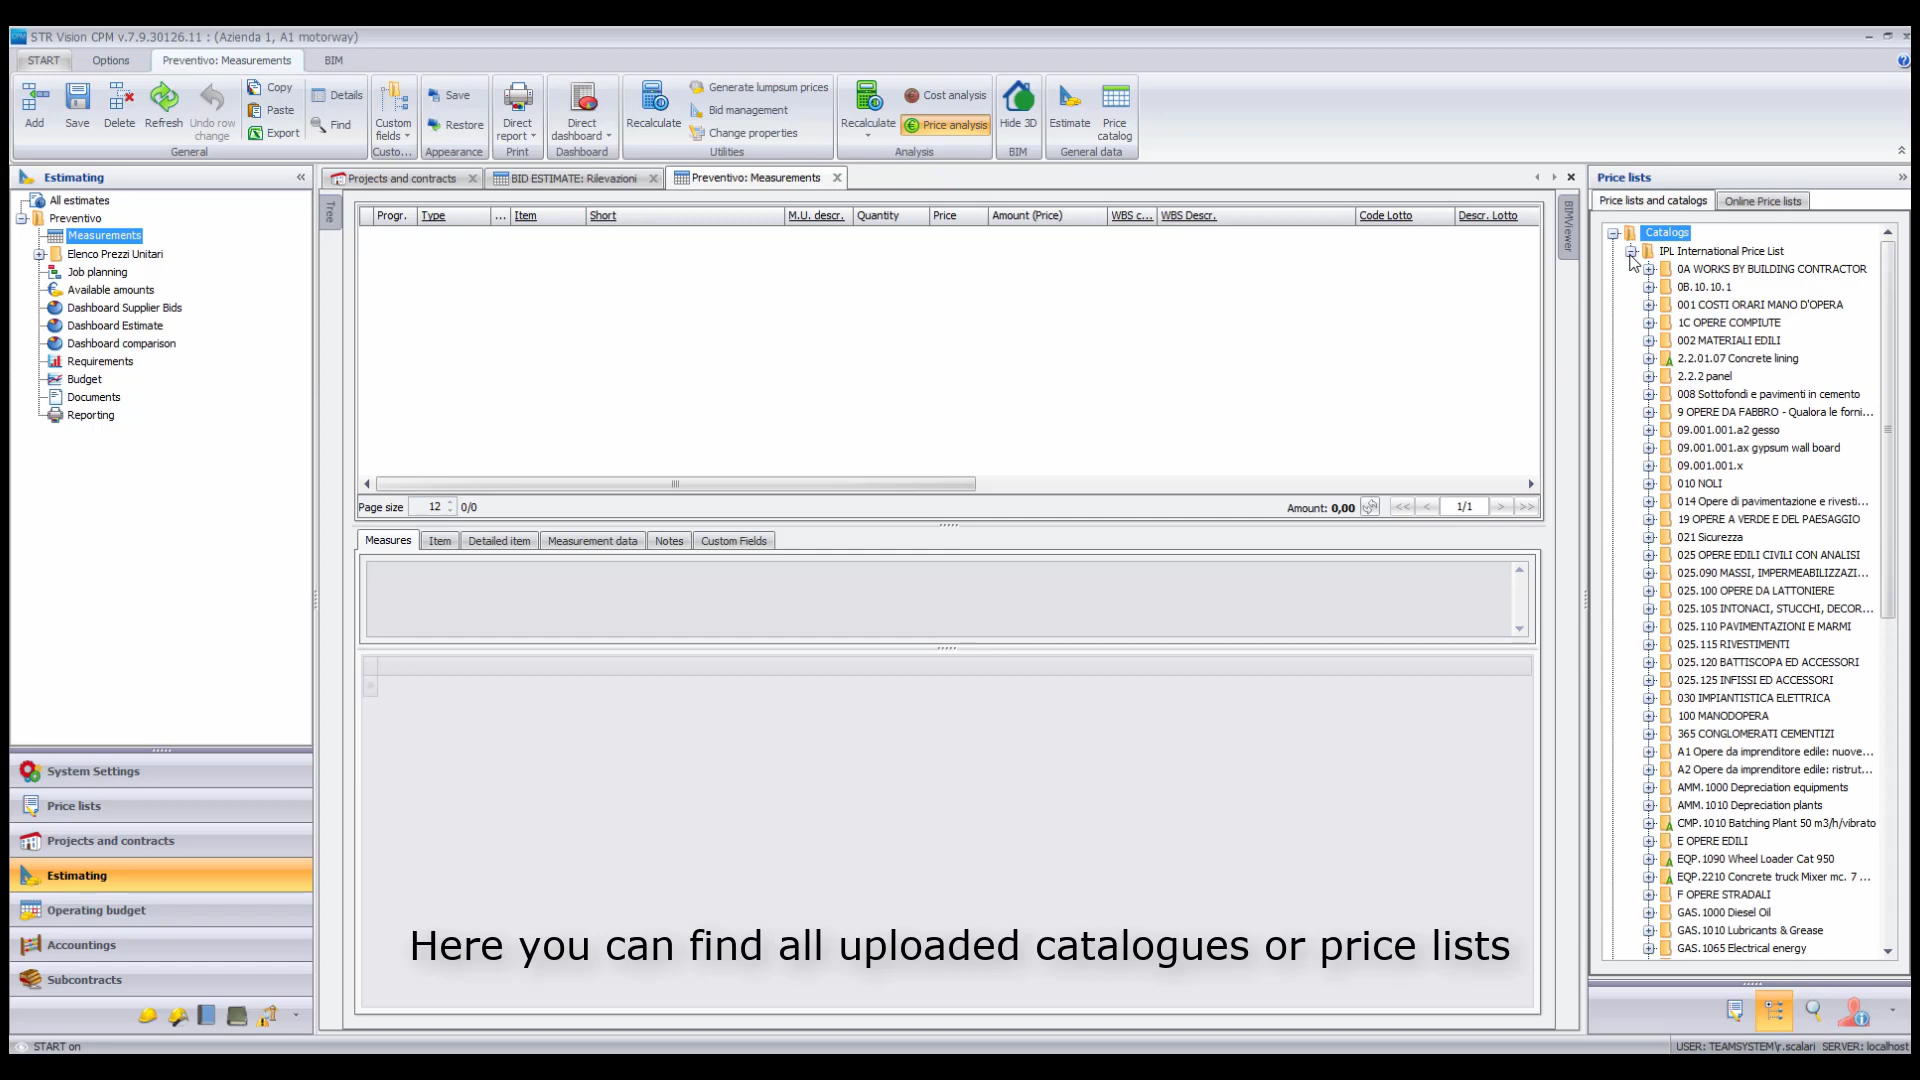 STR Vision CPM v.7.9.30126.11 : (Azienda 1, A1 motorway)
START Options Preventivo: Measurements BIM
Add Save Delete Refresh Undo row change Copy Paste Export Details Find
General
Custom fields
Custo...
Save
Restore
Appearance
Direct report
Print
Direct dashboard
Dashboard
Recalculate
Generate lumpsum prices
Bid management
Change properties
Utilities
Recalculate
Cost analysis
Price analysis
Analysis
Hide 3D
BIM
Estimate
Price catalog
General data
Estimating
All estimates
Preventivo
Measurements
Elenco Prezzi Unitari
Job planning
Available amounts
Dashboard Supplier Bids
Dashboard Estimate
Dashboard comparison
Requirements
Budget
Documents
Reporting
System Settings
Price lists
Projects and contracts
Estimating
Operating budget
Accountings
Subcontracts
START on
Projects and contracts BID ESTIMATE: Rilevazioni Preventivo: Measurements
Tree
Progr. Type ... Item Short M.U. descr. Quantity Price Amount (Price) WBS c... WBS Descr. Code Lotto Descr. Lotto
BIMViewer
Page size 12 0/0 Amount: 0,00 << < 1/1 > >>
Measures Item Detailed item Measurement data Notes Custom Fields
Here you can find all uploaded catalogues or price lists
Price lists
Price lists and catalogs Online Price lists
Catalogs
IPL International Price List
0A WORKS BY BUILDING CONTRACTOR
0B.10.10.1
001 COSTI ORARI MANO D'OPERA
1C OPERE COMPIUTE
002 MATERIALI EDILI
2.2.01.07 Concrete lining
2.2.2 panel
008 Sottofondi e pavimenti in cemento
9 OPERE DA FABBRO - Qualora le forni...
09.001.001.a2 gesso
09.001.001.ax gypsum wall board
09.001.001.x
010 NOLI
014 Opere di pavimentazione e rivesti...
19 OPERE A VERDE E DEL PAESAGGIO
021 Sicurezza
025 OPERE EDILI CIVILI CON ANALISI
025.090 MASSI, IMPERMEABILIZZAZI...
025.100 OPERE DA LATTONIERE
025.105 INTONACI, STUCCHI, DECOR...
025.110 PAVIMENTAZIONI E MARMI
025.115 RIVESTIMENTI
025.120 BATTISCOPA ED ACCESSORI
025.125 INFISSI ED ACCESSORI
030 IMPIANTISTICA ELETTRICA
100 MANODOPERA
365 CONGLOMERATI CEMENTIZI
A1 Opere da imprenditore edile: nuove...
A2 Opere da imprenditore edile: ristrut...
AMM.1000 Depreciation equipments
AMM.1010 Depreciation plants
CMP.1010 Batching Plant 50 m3/h/vibrato
E OPERE EDILI
EQP.1090 Wheel Loader Cat 950
EQP.2210 Concrete truck Mixer mc. 7 ...
F OPERE STRADALI
GAS.1000 Diesel Oil
GAS.1010 Lubricants & Grease
GAS.1065 Electrical energy
USER: TEAMSYSTEM\r.scalari SERVER: localhost